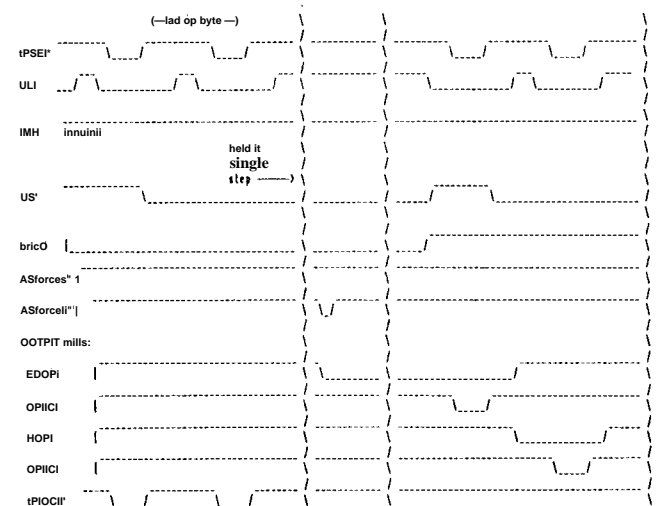 (—lad óp byte —)
tPSEI*
ULI
IMH innuinii
held it
single
step
US'
bricO
ASforces" 1
ASforceli"'|
OOTPIT mills:
EDOPi
OPIICI
HOPI
OPIICI
tPIOCII'